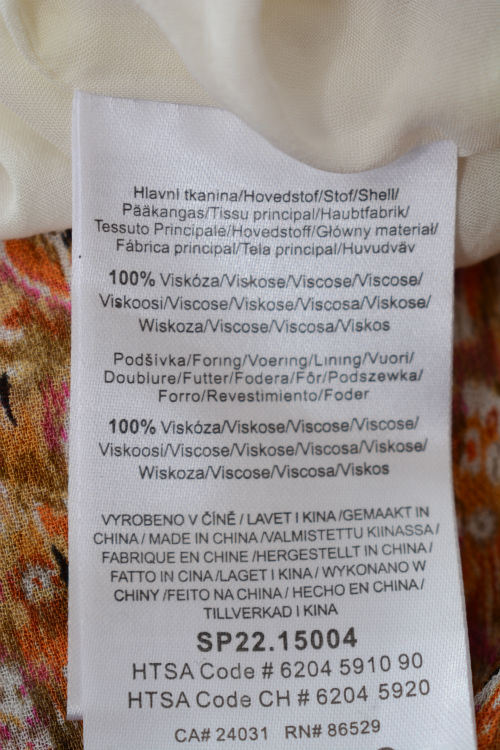 Hlavní tkanina/Hovedstof/Stof/Shell/
Pääkangas/Tissu principal/Haubtfabrik/
Tessuto Principale/Hovedstoff/Główny materiał/
Fábrica principal/Tela principal/Huvudväv
100% Viskóza/Viskose/Viscose/Viscose/
Viskoosi/Viscose/Viskose/Viscosa/Viskose/
Wiskoza/Viscose/Viscosa/Viskos
Podšívka/Foring/Voering/Lining/Vuori/
Doublure/Futter/Fodera/Fôr/Podszewka/
Forro/Revestimiento/Foder
100% Viskóza/Viskose/Viscose/Viscose/
Viskoosi/Viscose/Viskose/Viscosa/Viskose/
Wiskoza/Viscose/Viscosa/Viskos
VYROBENO V ČÍNĚ / LAVET I KINA /GEMAAKT IN
CHINA / MADE IN CHINA /VALMISTETTU KIINASSA /
FABRIQUE EN CHINE /HERGESTELLT IN CHINA /
FATTO IN CINA /LAGET I KINA / WYKONANO W
CHINY /FEITO NA CHINA / HECHO EN CHINA /
TILLVERKAD I KINA
SP22.15004
HTSA Code # 6204 5910 90
HTSA Code CH # 6204 5920
CA# 24031 RN# 86529